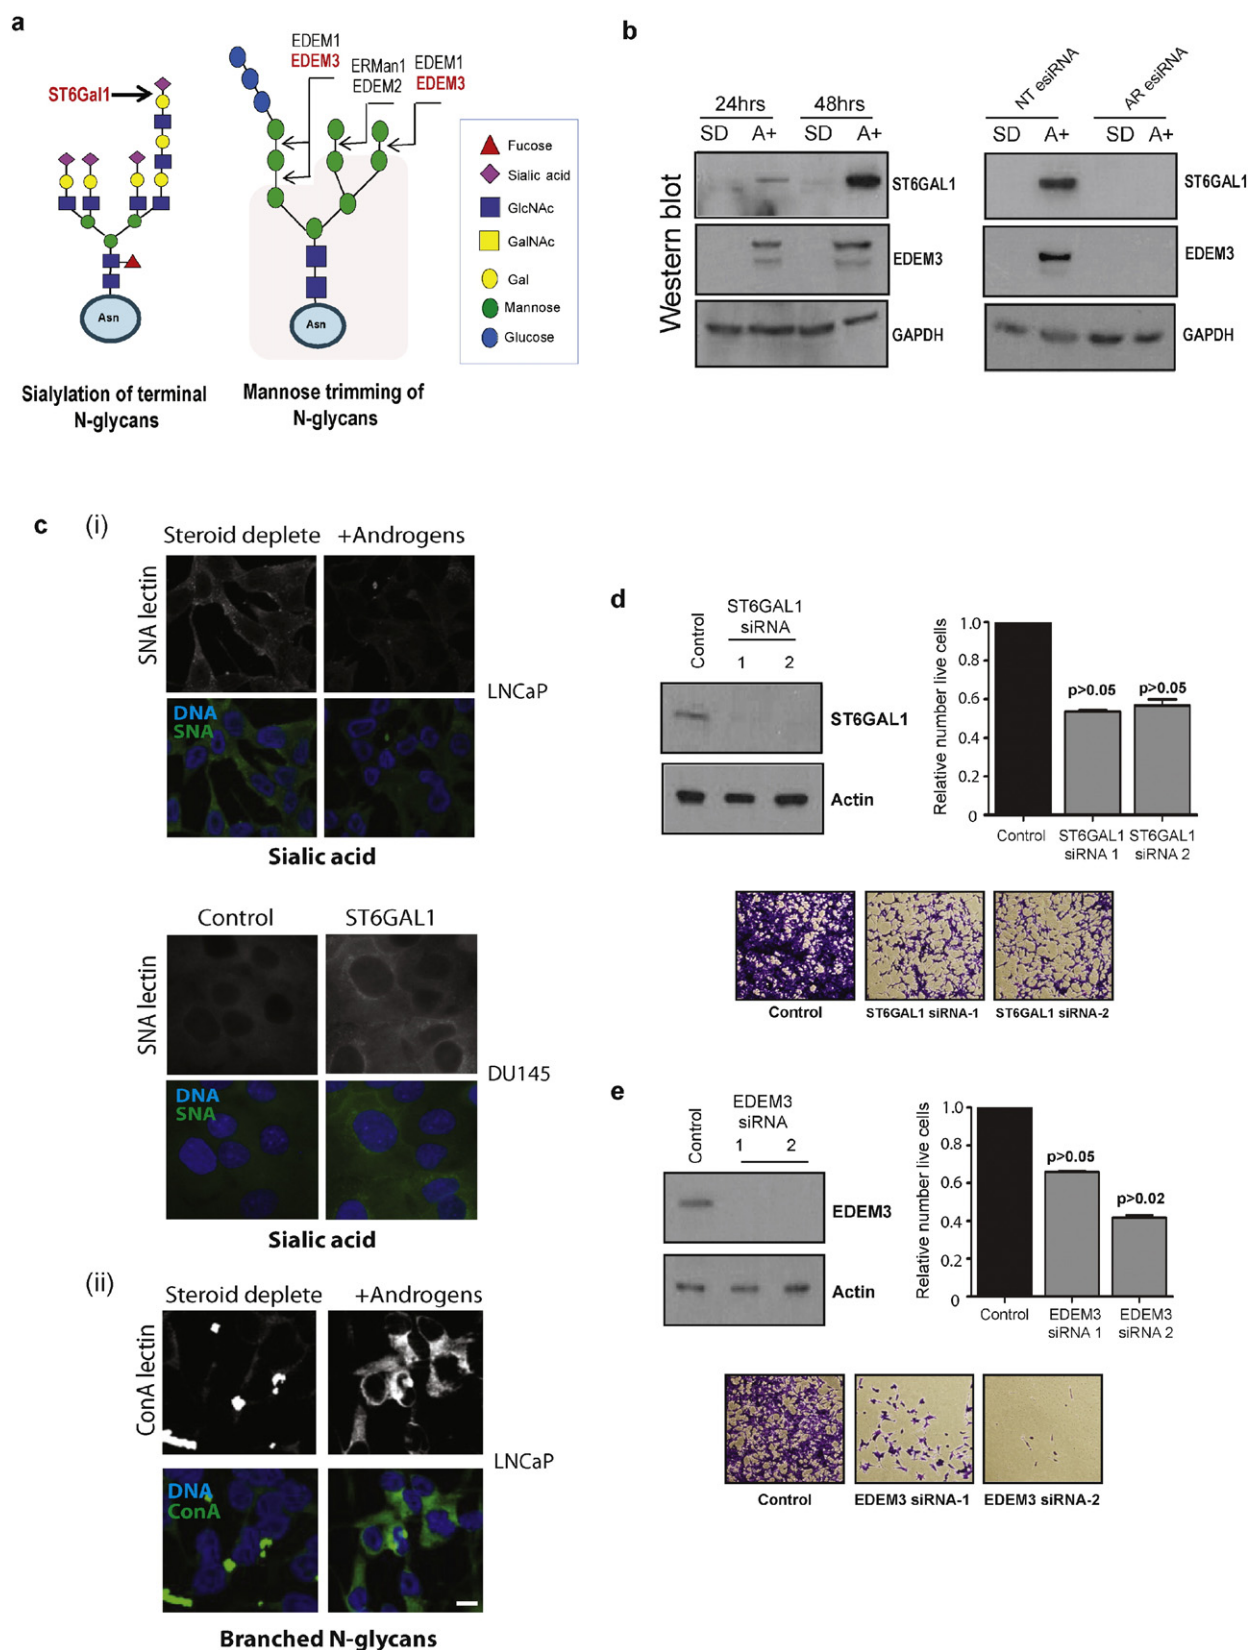 a
ST6Gal1
Asn
Sialylation of terminal
N-glycans
EDEM1
EDEM3
ERMan1
EDEM2
EDEM1
EDEM3
Asn
Mannose trimming of
N-glycans
Fucose
Sialic acid
GlcNAc
GalNAc
Gal
Mannose
Glucose
b
Western blot
24hrs 48hrs
SD A+ SD A+
ST6GAL1
EDEM3
GAPDH
NT esiRNA AR esiRNA
SD A+ SD A+
ST6GAL1
EDEM3
GAPDH
c (i)
Steroid deplete +Androgens
SNA lectin
DNA
SNA
LNCaP
Sialic acid
Control ST6GAL1
SNA lectin
DNA
SNA
DU145
Sialic acid
(ii)
Steroid deplete +Androgens
ConA lectin
DNA
ConA
LNCaP
Branched N-glycans
d
Control
ST6GAL1
siRNA
1 2
ST6GAL1
Actin
Relative number live cells
1.0
0.8
0.6
0.4
0.2
0
p>0.05 p>0.05
Control ST6GAL1 ST6GAL1
siRNA 1 siRNA 2
Control ST6GAL1 siRNA-1 ST6GAL1 siRNA-2
e
Control
EDEM3
siRNA
1 2
EDEM3
Actin
Relative number live cells
1.0
0.8
0.6
0.4
0.2
0
p>0.05
p>0.02
Control EDEM3 EDEM3
siRNA 1 siRNA 2
Control EDEM3 siRNA-1 EDEM3 siRNA-2